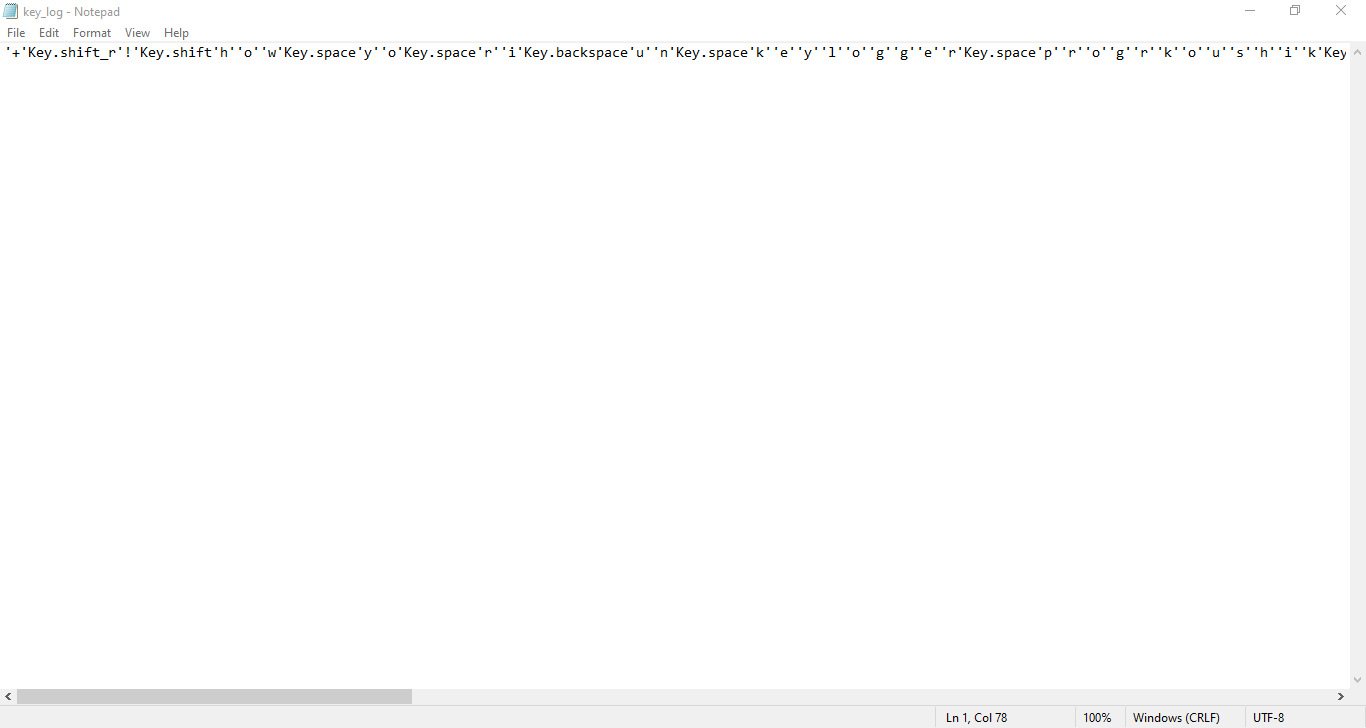 key_log - Notepad
File Edit Format View Help
'+'Key.shift_r'!'Key.shift'h''o''w'Key.space'y''o'Key.space'r''i'Key.backspace'u''n'Key.space'k''e''y''l''o''g''g''e''r'Key.space'p''r''o''g''r''k''o''u''s''h''i''k'Key
Ln 1, Col 78 100% Windows (CRLF) UTF-8